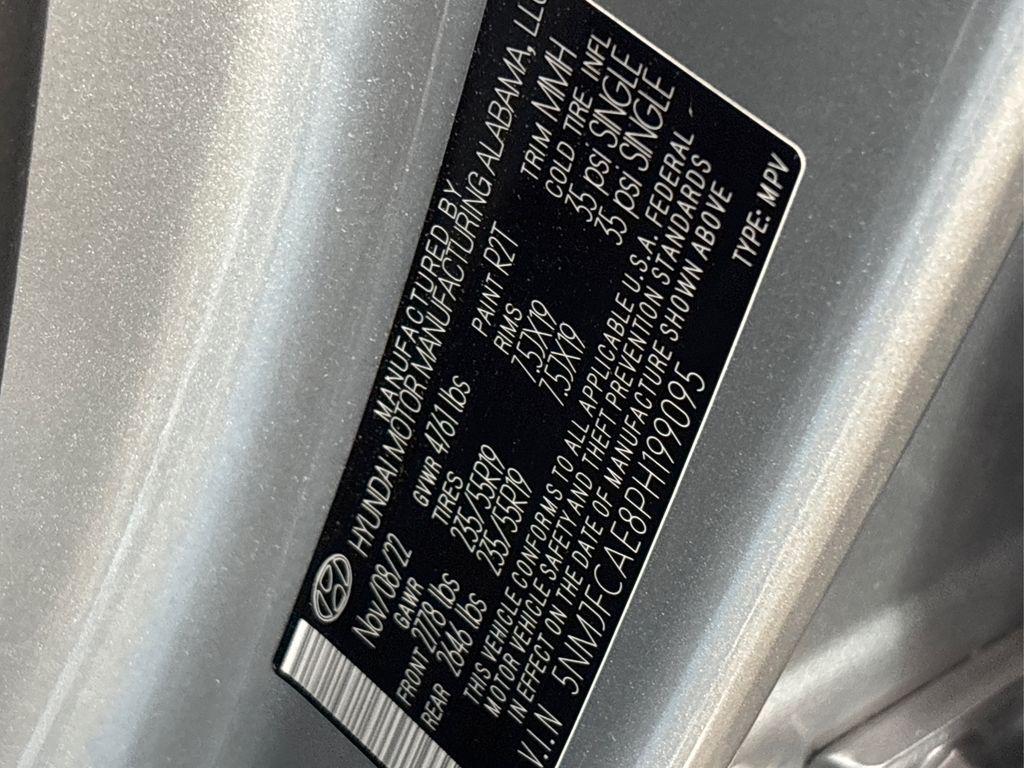 MANUFACTURED BY
HYUNDAI MOTOR MANUFACTURING ALABAMA, LLC
Nov/08/22 GVWR 4761 lbs PAINT R2T TRIM MMH
GAWR TIRES RIMS COLD TIRE INFL
FRONT 2778 lbs 235/55R19 7.5X19 35 psi SINGLE
REAR 2646 lbs 235/55R19 7.5X19 35 psi SINGLE
THIS VEHICLE CONFORMS TO ALL APPLICABLE U.S.A. FEDERAL
MOTOR VEHICLE SAFETY AND THEFT PREVENTION STANDARDS
IN EFFECT ON THE DATE OF MANUFACTURE SHOWN ABOVE
V.I.N 5NMJFCAE8PH199095 TYPE: MPV